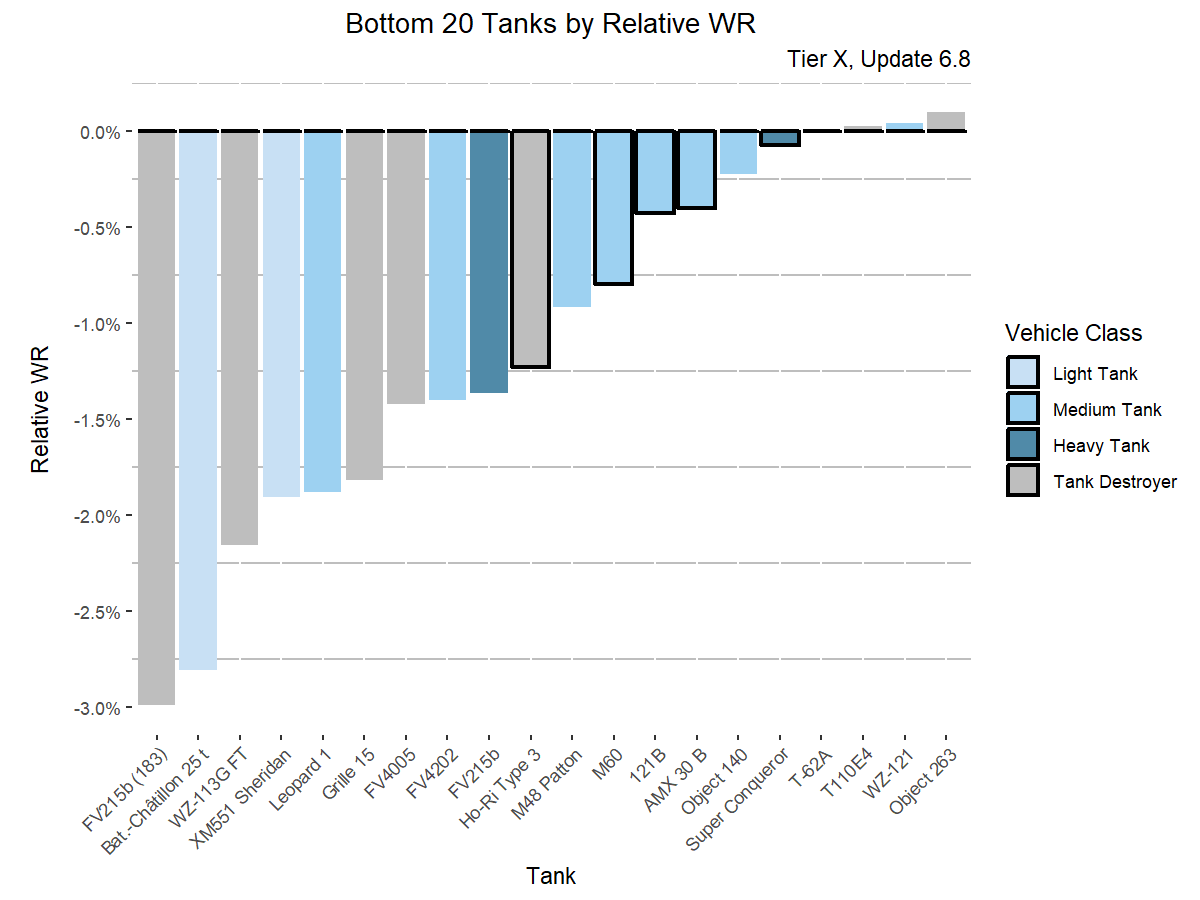 Bottom 20 Tanks by Relative WR
Tier X, Update 6.8
0.0%
-0.5%
-1.0%
-1.5%
-2.0%
-2.5%
-3.0%
Relative WR
FV215b (183)
Bat.-Châtillon 25 t
WZ-113G FT
XM551 Sheridan
Leopard 1
Grille 15
FV4005
FV4202
FV215b
Ho-Ri Type 3
M48 Patton
M60
121B
AMX 30 B
Object 140
Super Conqueror
T-62A
T110E4
WZ-121
Object 263
Tank
Vehicle Class
Light Tank
Medium Tank
Heavy Tank
Tank Destroyer